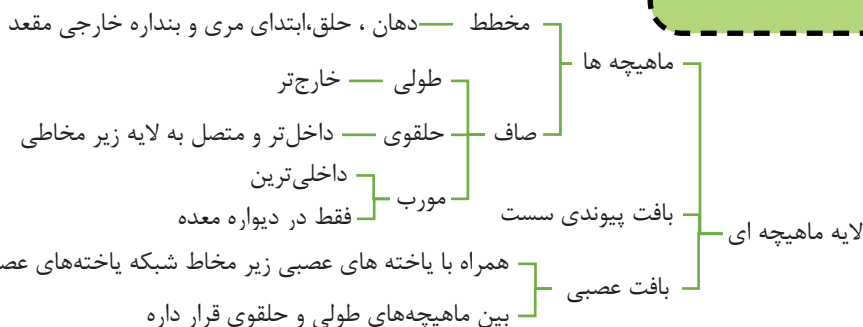 مخطط دهان ، حلق،ابتدای مری و بنداره خارجی مقعد
ماهیچه ها
طولی خارج‌تر
صاف حلقوی داخل‌تر و متصل به لایه زیر مخاطی
داخلی‌ترین
مورب
فقط در دیواره معده
بافت پیوندی سست
لایه ماهیچه ای
همراه با یاخته های عصبی زیر مخاط شبکه یاخته‌های
بافت عصبی
بین ماهیچه‌های طولی و حلقوی قرار داره